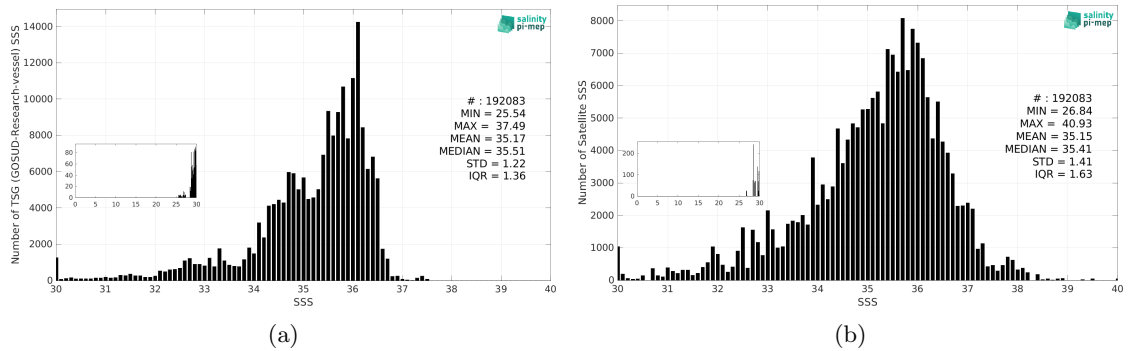 salinity
pi-mep
Number of TSG (GOSUD-Research-vessel) SSS
14000
12000
10000
8000
6000
4000
2000
0
# : 192083
MIN = 25.54
MAX = 37.49
MEAN = 35.17
MEDIAN = 35.51
STD = 1.22
IQR = 1.36
80
60
40
20
0
0 5 10 15 20 25 30
30 31 32 33 34 35 36 37 38 39 40
SSS
(a)
salinity
pi-mep
Number of Satellite SSS
8000
7000
6000
5000
4000
3000
2000
1000
0
# : 192083
MIN = 26.84
MAX = 40.93
MEAN = 35.15
MEDIAN = 35.41
STD = 1.41
IQR = 1.63
200
100
0
0 5 10 15 20 25 30
30 31 32 33 34 35 36 37 38 39 40
SSS
(b)